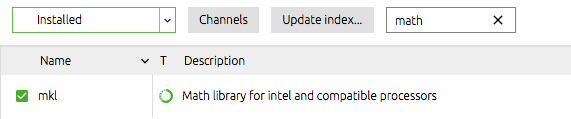 Installed Channels Update index... math
Name T Description
mkl Math library for intel and compatible processors